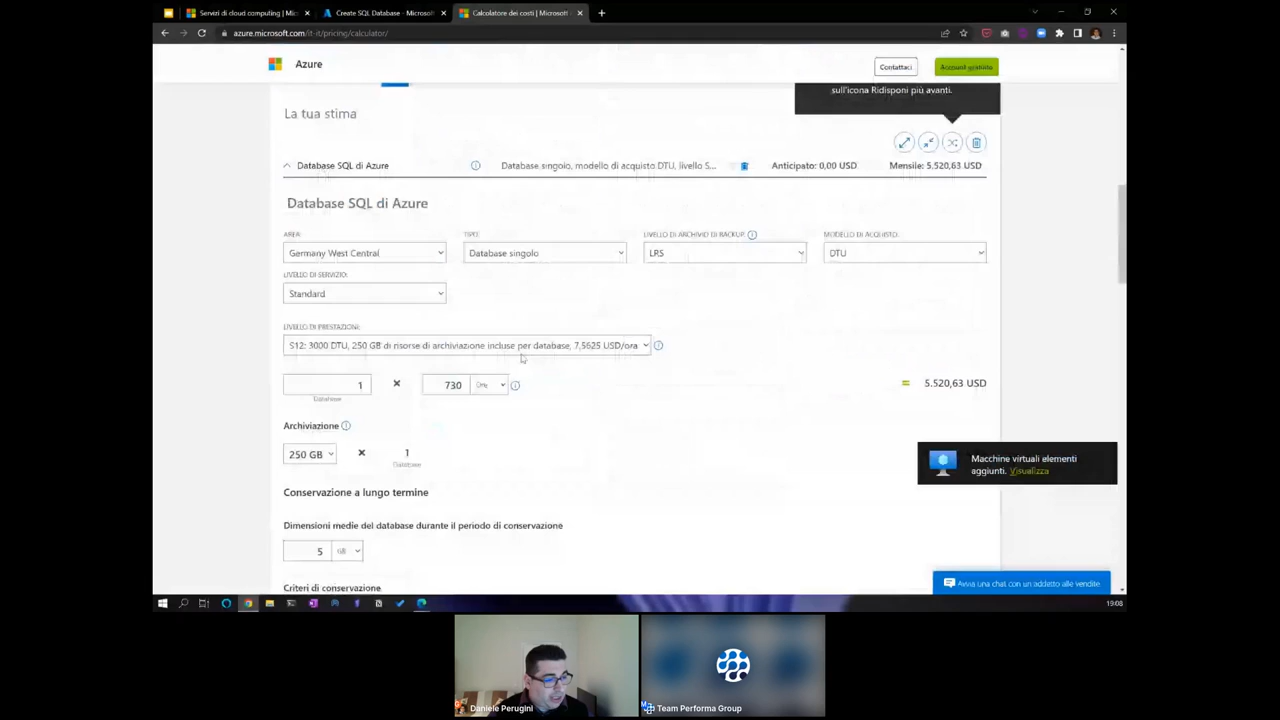 Servizi di cloud computing | Mic
Create SQL Database - Microsoft
Calcolatore dei costi | Microsoft
azure.microsoft.com/it-it/pricing/calculator/
Azure
Contattaci
Account gratuito
sull'icona Ridisponi più avanti.
La tua stima
Database SQL di Azure
Database singolo, modello di acquisto DTU, livello S...
Anticipato: 0,00 USD
Mensile: 5.520,63 USD
Database SQL di Azure
AREA:
TIPO:
LIVELLO DI ARCHIVIO DI BACKUP:
MODELLO DI ACQUISTO:
Germany West Central
Database singolo
LRS
DTU
LIVELLO DI SERVIZIO:
Standard
LIVELLO DI PRESTAZIONI:
S12: 3000 DTU, 250 GB di risorse di archiviazione incluse per database, 7,5625 USD/ora
1
730
Ore
= 5.520,63 USD
Database
Archiviazione
250 GB
1
Database
Macchine virtuali elementi
aggiunti. Visualizza
Conservazione a lungo termine
Dimensioni medie del database durante il periodo di conservazione
5
GB
Criteri di conservazione
Avvia una chat con un addetto alle vendite
19:08
Daniele Perugini
Team Performa Group